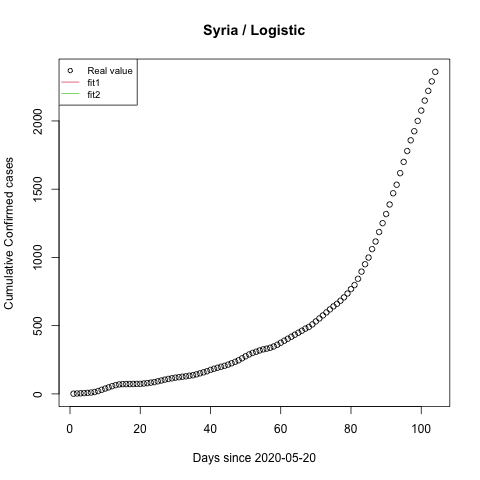 Syria / Logistic
Real value
fit1
fit2
Cumulative Confirmed cases
2000
1500
1000
500
0
0 20 40 60 80 100
Days since 2020-05-20